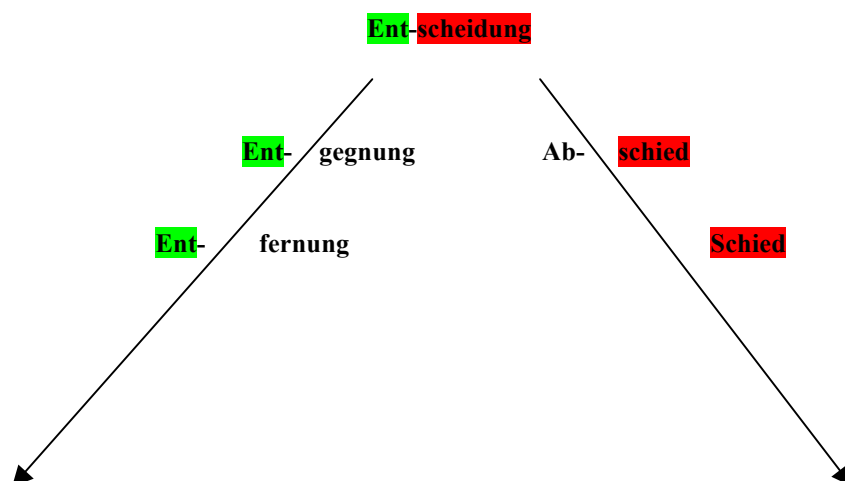 Ent-scheidung
Ent- gegnung Ab- schied
Ent- fernung Schied